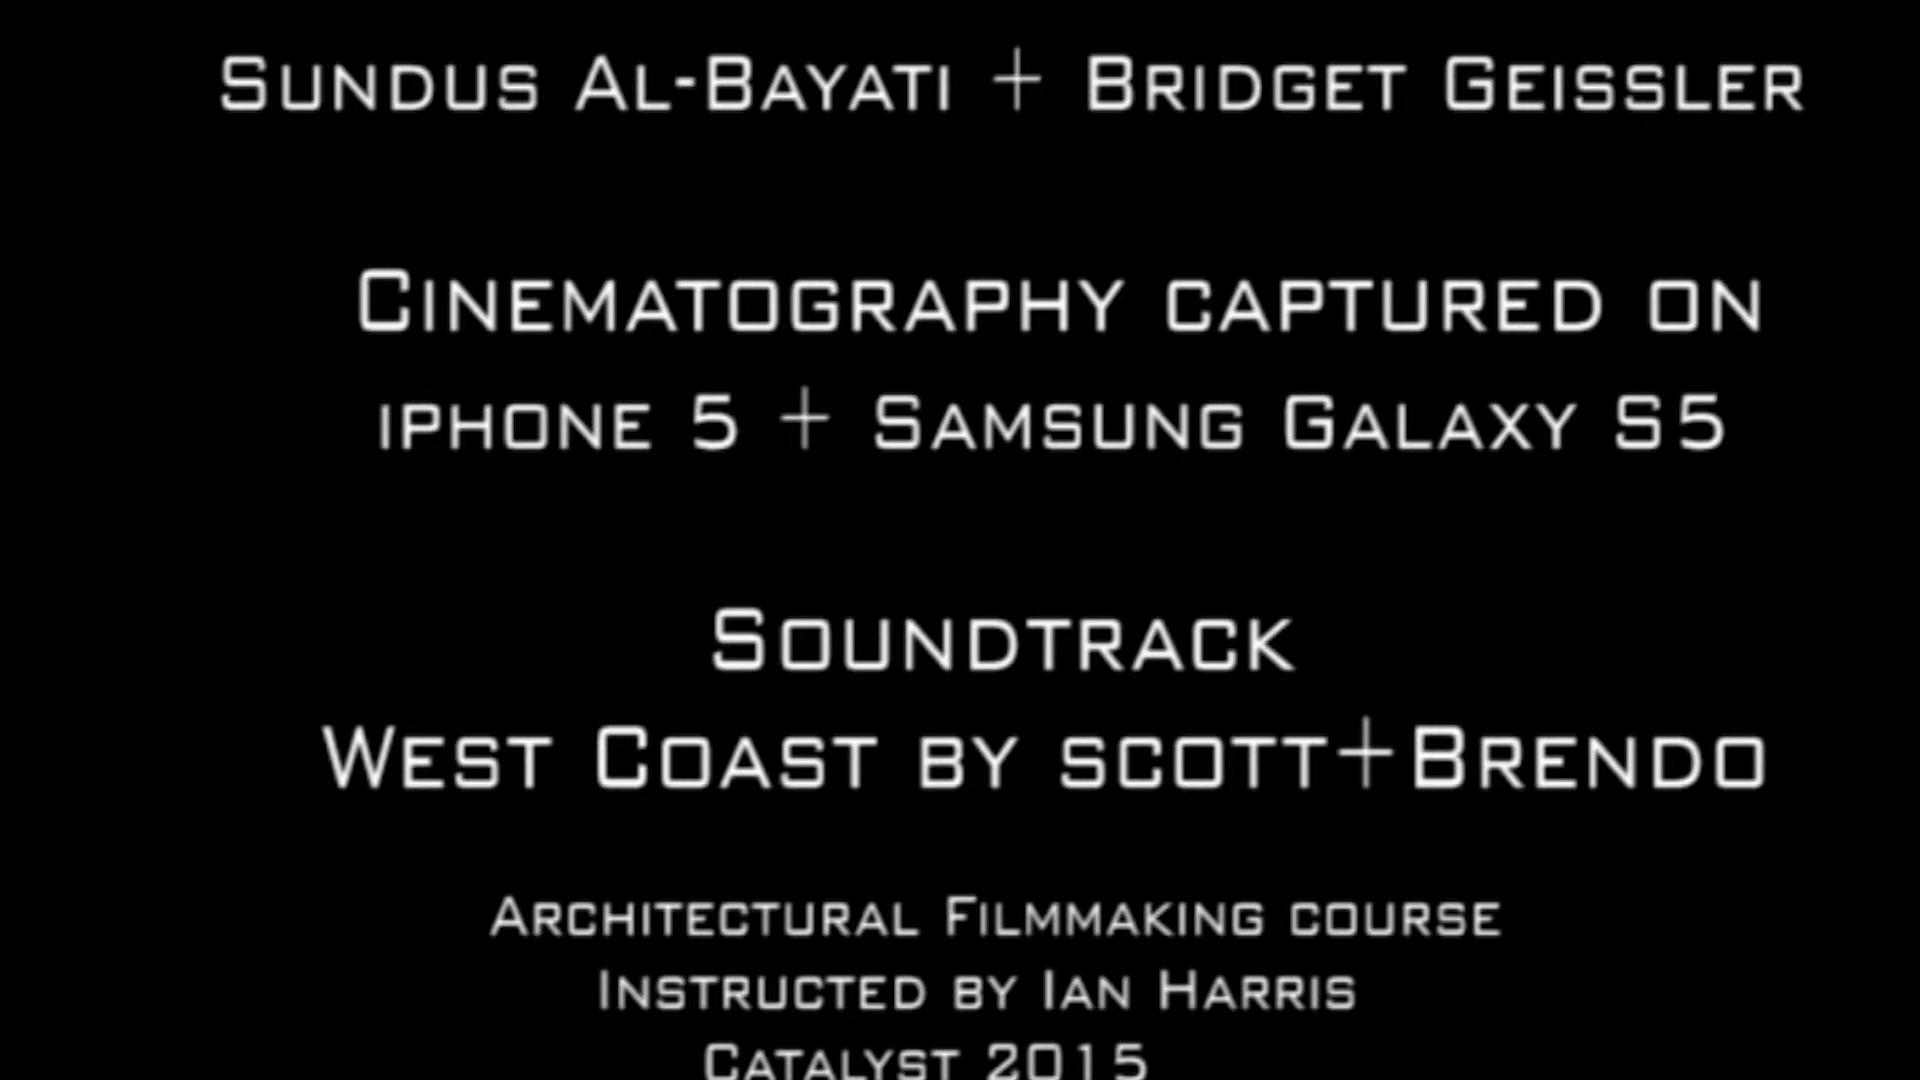 Sundus Al-Bayati + Bridget Geissler
Cinematography captured on
iphone 5 + Samsung Galaxy S5
Soundtrack
West Coast by scott+Brendo
Architectural Filmmaking course
Instructed by Ian Harris
Catalyst 2015